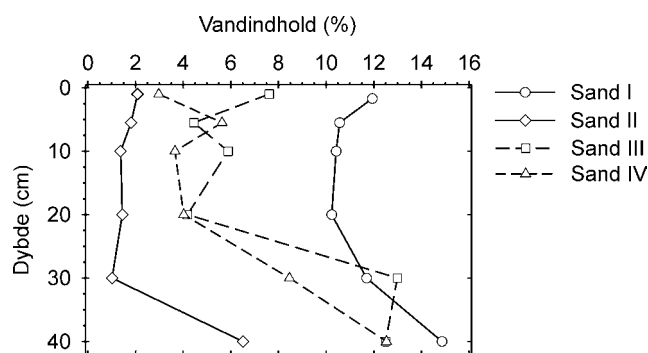 Vandindhold (%)
0 2 4 6 8 10 12 14 16
0
10
20
30
40
Dybde (cm)
Sand I
Sand II
Sand III
Sand IV